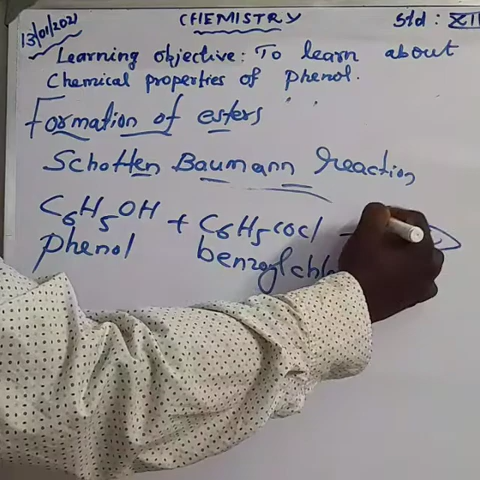 13/01/2021
CHEMISTRY
Std : XII
Learning objective: To learn about
Chemical properties of phenol.
Formation of esters
Schotten Baumann reaction
C6H5OH + C6H5cocl
phenol benzoylchl